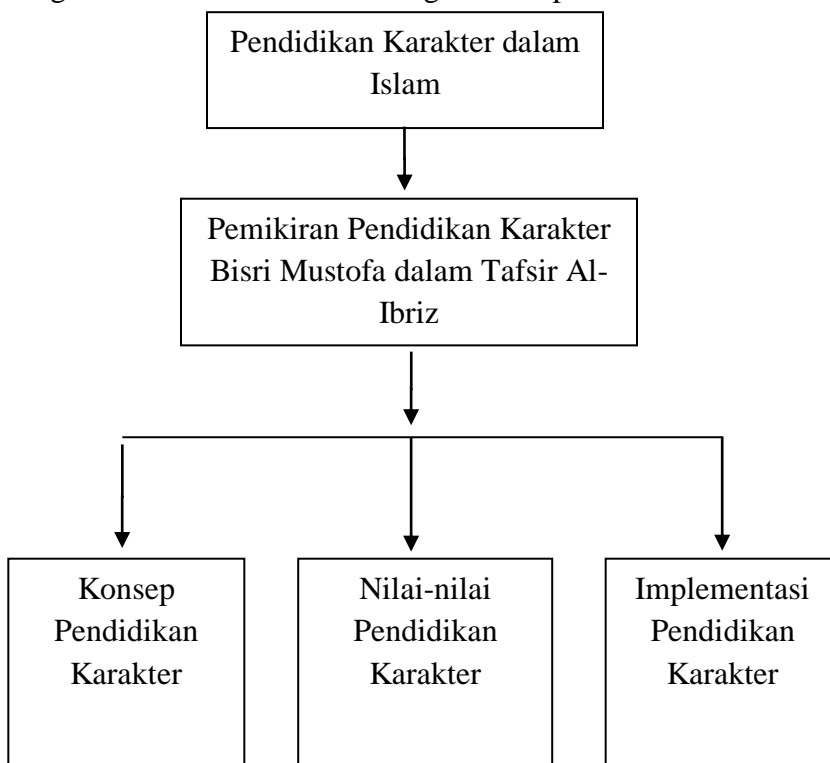 Pendidikan Karakter dalam
Islam
Pemikiran Pendidikan Karakter
Bisri Mustofa dalam Tafsir Al-
Ibriz
Konsep
Pendidikan
Karakter
Nilai-nilai
Pendidikan
Karakter
Implementasi
Pendidikan
Karakter